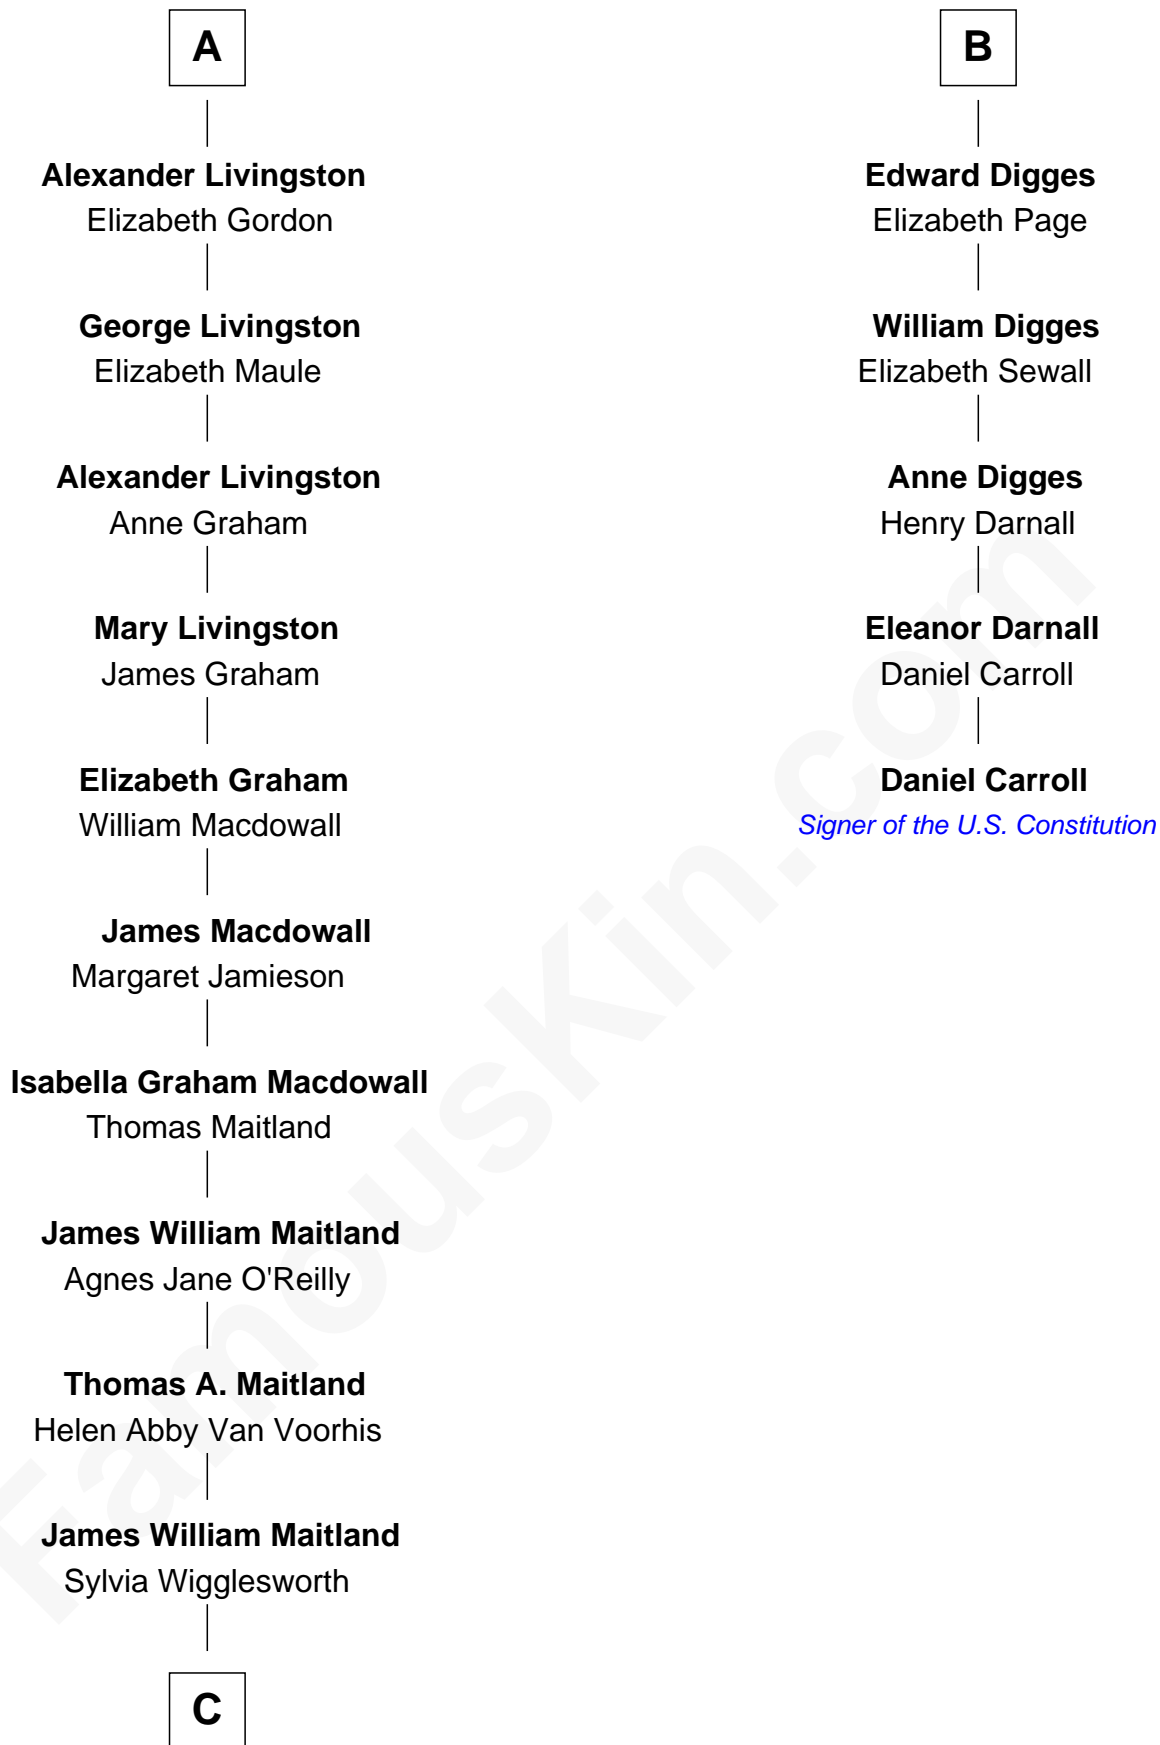 A
Alexander Livingston
Elizabeth Gordon
George Livingston
Elizabeth Maule
Alexander Livingston
Anne Graham
Mary Livingston
James Graham
Elizabeth Graham
William Macdowall
James Macdowall
Margaret Jamieson
Isabella Graham Macdowall
Thomas Maitland
James William Maitland
Agnes Jane O'Reilly
Thomas A. Maitland
Helen Abby Van Voorhis
James William Maitland
Sylvia Wigglesworth
C
B
Edward Digges
Elizabeth Page
William Digges
Elizabeth Sewall
Anne Digges
Henry Darnall
Eleanor Darnall
Daniel Carroll
Daniel Carroll
Signer of the U.S. Constitution
FamousKin.com